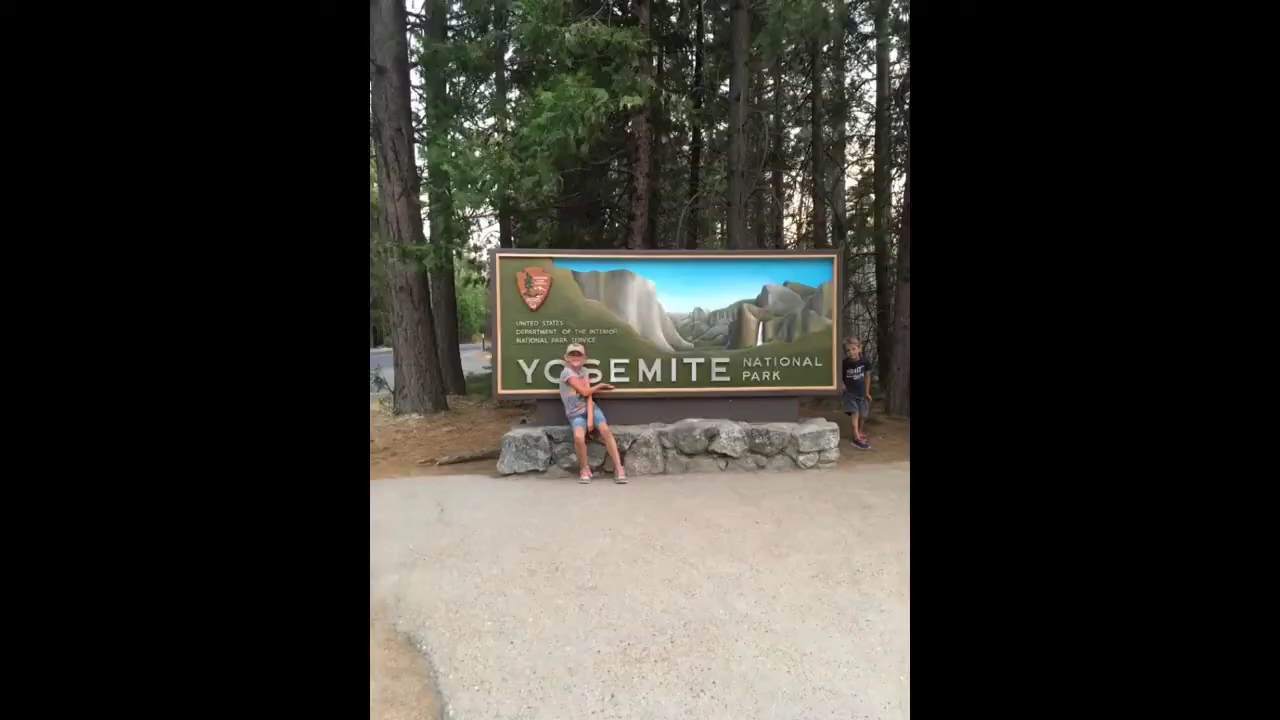 UNITED STATES
DEPARTMENT OF THE INTERIOR
NATIONAL PARK SERVICE
YOSEMITE
NATIONAL
PARK